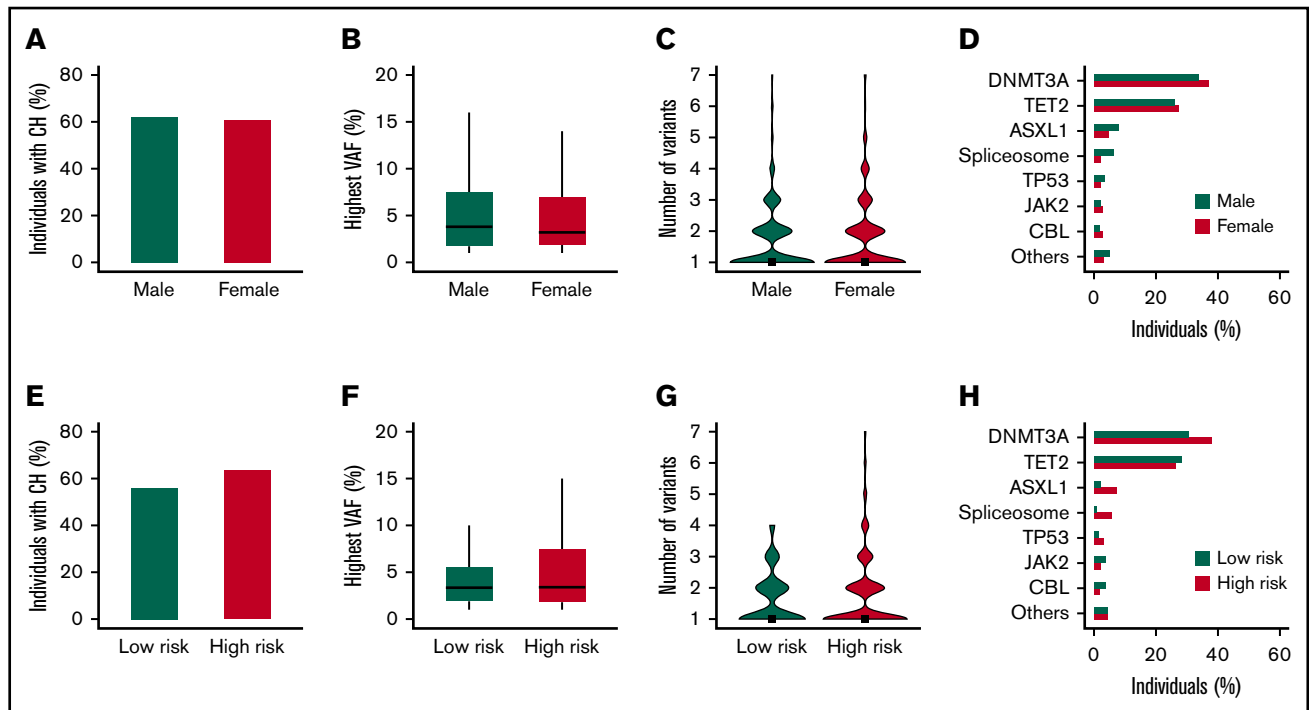 A
Individuals with CH (%)
80
60
40
20
0
Male Female
B
Highest VAF (%)
20
15
10
5
0
Male Female
C
Number of variants
7
6
5
4
3
2
1
Male Female
D
DNMT3A
TET2
ASXL1
Spliceosome
TP53
JAK2
CBL
Others
Male
Female
0 20 40 60
Individuals (%)
E
Individuals with CH (%)
80
60
40
20
0
Low risk High risk
F
Highest VAF (%)
20
15
10
5
0
Low risk High risk
G
Number of variants
7
6
5
4
3
2
1
Low risk High risk
H
DNMT3A
TET2
ASXL1
Spliceosome
TP53
JAK2
CBL
Others
Low risk
High risk
0 20 40 60
Individuals (%)